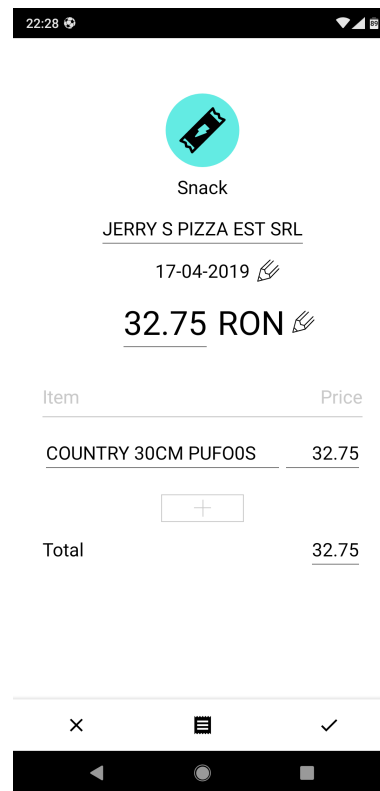 22:28
89
Snack
JERRY S PIZZA EST SRL
17-04-2019
32.75 RON
Item Price
COUNTRY 30CM PUFO0S 32.75
Total 32.75